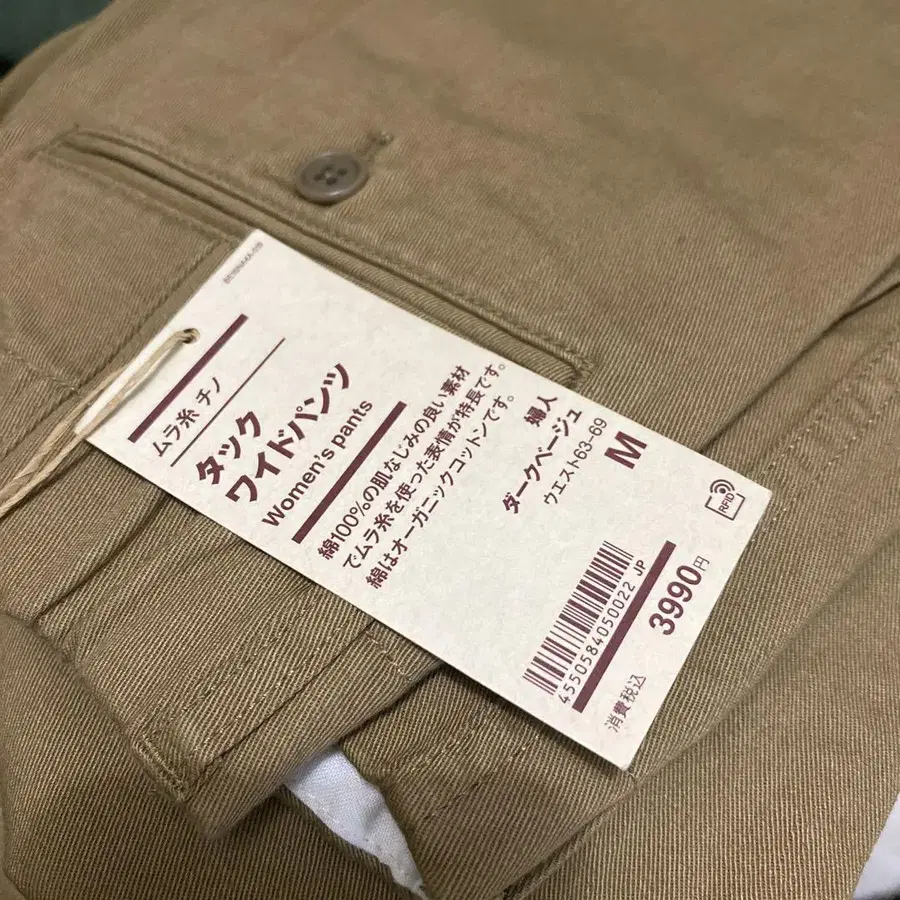 ムラ糸 チノ
タック
ワイドパンツ
Women's pants
綿100%の肌なじみの良い素材
でムラ糸を使った表情が特長です。
綿はオーガニックコットンです。
婦人
ダークベージュ
ウエスト63-69
M
RFID
4550584050022 JP
3990円
消費税込